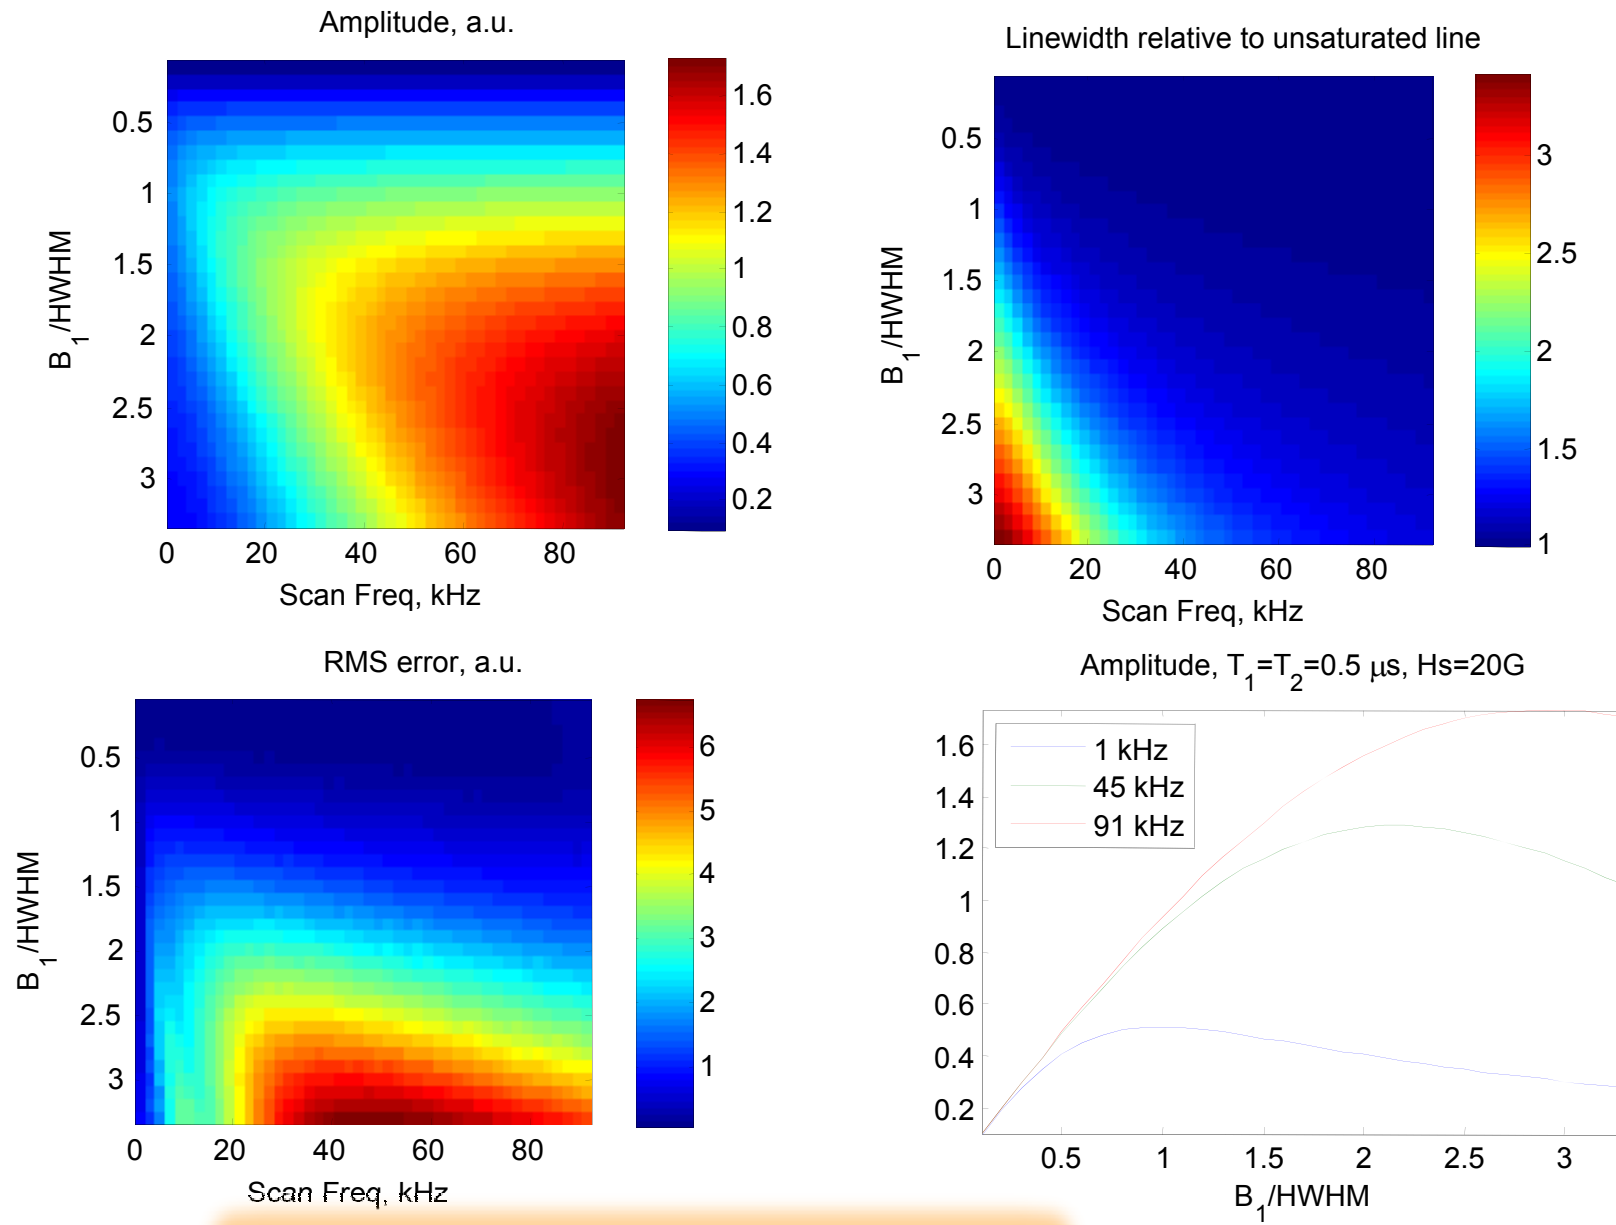 Amplitude, a.u.
0.5
1
1.5
2
2.5
3
B1/HWHM
0 20 40 60 80
Scan Freq, kHz
1.6
1.4
1.2
1
0.8
0.6
0.4
0.2
Linewidth relative to unsaturated line
0.5
1
1.5
2
2.5
3
B1/HWHM
0 20 40 60 80
Scan Freq, kHz
3
2.5
2
1.5
1
RMS error, a.u.
0.5
1
1.5
2
2.5
3
B1/HWHM
0 20 40 60 80
Scan Freq, kHz
6
5
4
3
2
1
Amplitude, T1=T2=0.5 μs, Hs=20G
1.6
1.4
1.2
1
0.8
0.6
0.4
0.2
1 kHz
45 kHz
91 kHz
0.5 1 1.5 2 2.5 3
B1/HWHM